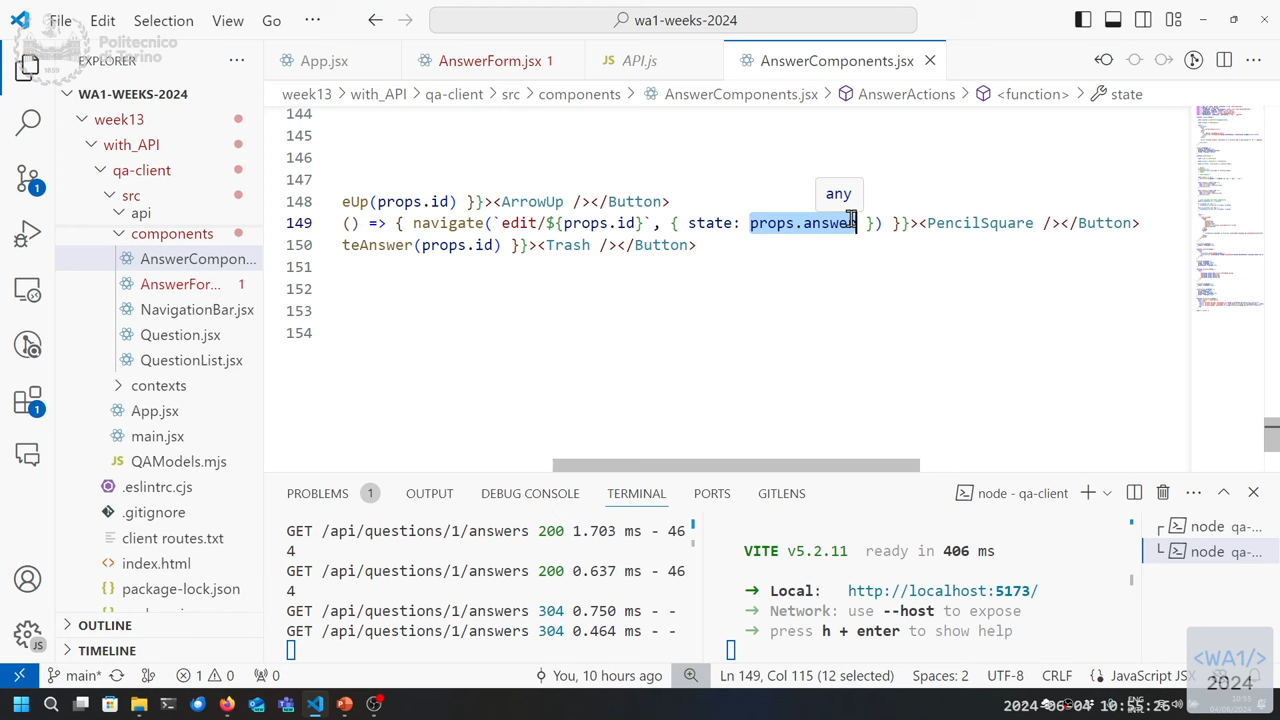 File Edit Selection View Go ··· wa1-weeks-2024
Politecnico
di Torino
EXPLORER
App.jsx AnswerForm.jsx 1 API.js AnswerComponents.jsx
WA1-WEEKS-2024
week13 > with_API > qa-client > src > components > AnswerComponents.jsx > AnswerActions > <function> > state
week13
with_API
qa-client
src
api
components
AnswerCompon...
AnswerFor... 1
NavigationBar.jsx
Question.jsx
QuestionList.jsx
contexts
App.jsx
main.jsx
QAModels.mjs
.eslintrc.cjs
.gitignore
client routes.txt
index.html
package-lock.json
OUTLINE
TIMELINE
144
145
146
147
any
148 eUp(props.id) }}>
149 => { ${props.id} state: props.answer }) }}><PencilSquare /></Button
150 teAnswer(props.id) }}><Trash /></Button>
151
152
153
154
PROBLEMS 1 OUTPUT DEBUG CONSOLE TERMINAL PORTS GITLENS node - qa-client
GET /api/questions/1/answers 200 1.703 ms - 46
4
GET /api/questions/1/answers 200 0.637 ms - 46
4
GET /api/questions/1/answers 304 0.750 ms - -
GET /api/questions/1/answers 304 0.464 ms - -
VITE v5.2.11 ready in 406 ms
➜ Local: http://localhost:5173/
➜ Network: use --host to expose
➜ press h + enter to show help
node qa-...
node qa-...
main* 1 0 0 You, 10 hours ago Ln 149, Col 115 (12 selected) Spaces: 2 UTF-8 CRLF JavaScript JSX
<WA1/>
2024